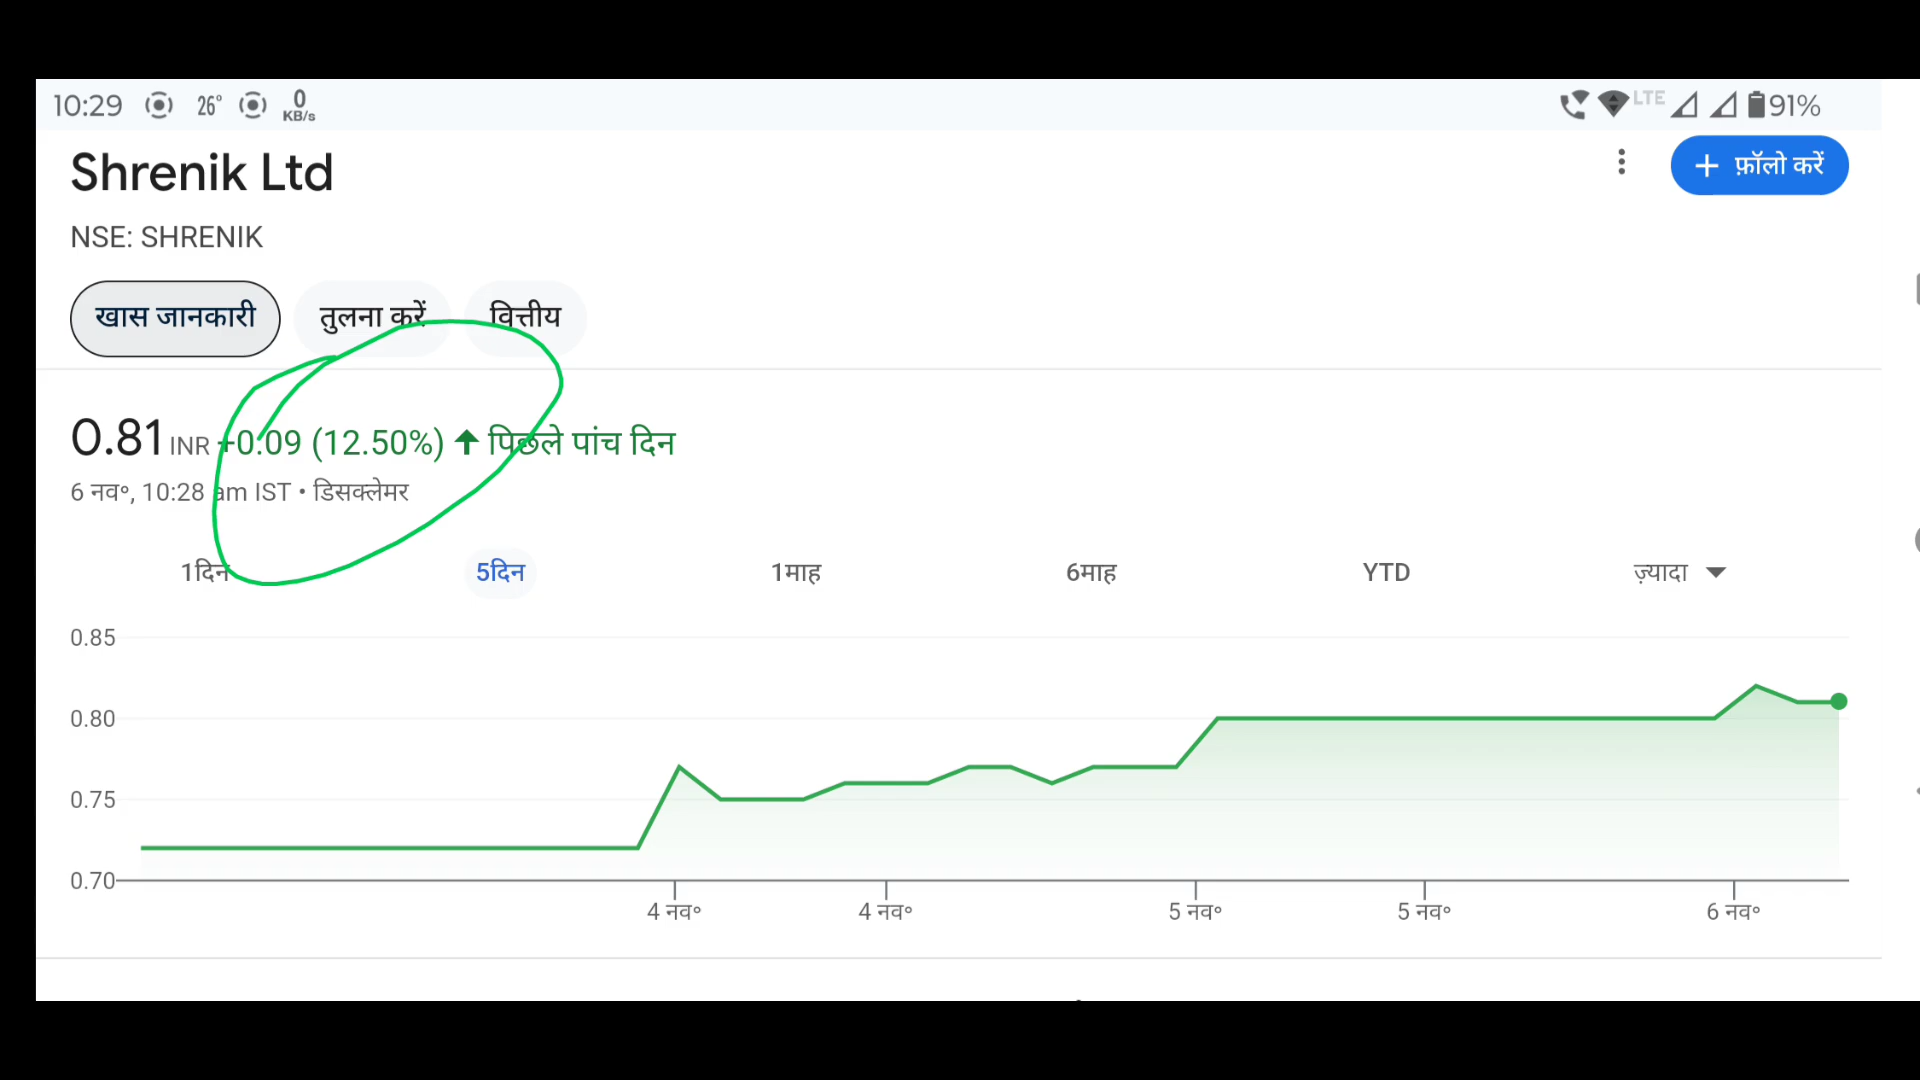 10:29 26° 0 KB/s LTE 91%
Shrenik Ltd
+ फ़ॉलो करें
NSE: SHRENIK
खास जानकारी तुलना करें वित्तीय
0.81 INR +0.09 (12.50%) ↑ पिछले पांच दिन
6 नव॰, 10:28 am IST • डिसक्लेमर
1दिन 5दिन 1माह 6माह YTD ज़्यादा
0.85
0.80
0.75
0.70
4 नव॰ 4 नव॰ 5 नव॰ 5 नव॰ 6 नव॰